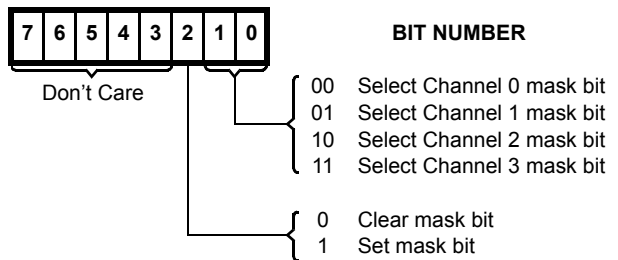 7 6 5 4 3 2 1 0 BIT NUMBER
Don’t Care
00 Select Channel 0 mask bit
01 Select Channel 1 mask bit
10 Select Channel 2 mask bit
11 Select Channel 3 mask bit
0 Clear mask bit
1 Set mask bit